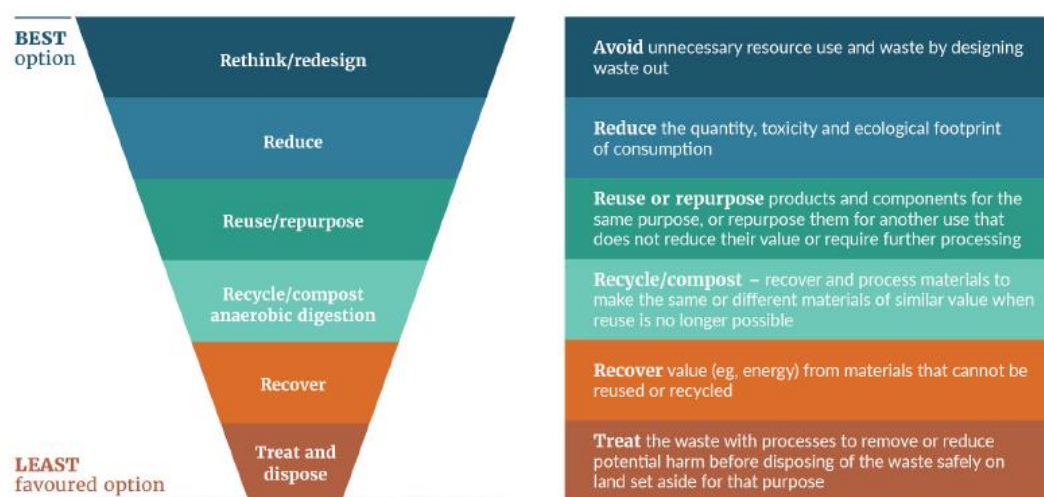 BEST
option
Rethink/redesign
Avoid unnecessary resource use and waste by designing
waste out
Reduce
Reduce the quantity, toxicity and ecological footprint
of consumption
Reuse/repurpose
Reuse or repurpose products and components for the
same purpose, or repurpose them for another use that
does not reduce their value or require further processing
Recycle/compost
anaerobic digestion
Recycle/compost – recover and process materials to
make the same or different materials of similar value when
reuse is no longer possible
Recover
Recover value (eg, energy) from materials that cannot be
reused or recycled
LEAST
favoured option
Treat and
dispose
Treat the waste with processes to remove or reduce
potential harm before disposing of the waste safely on
land set aside for that purpose